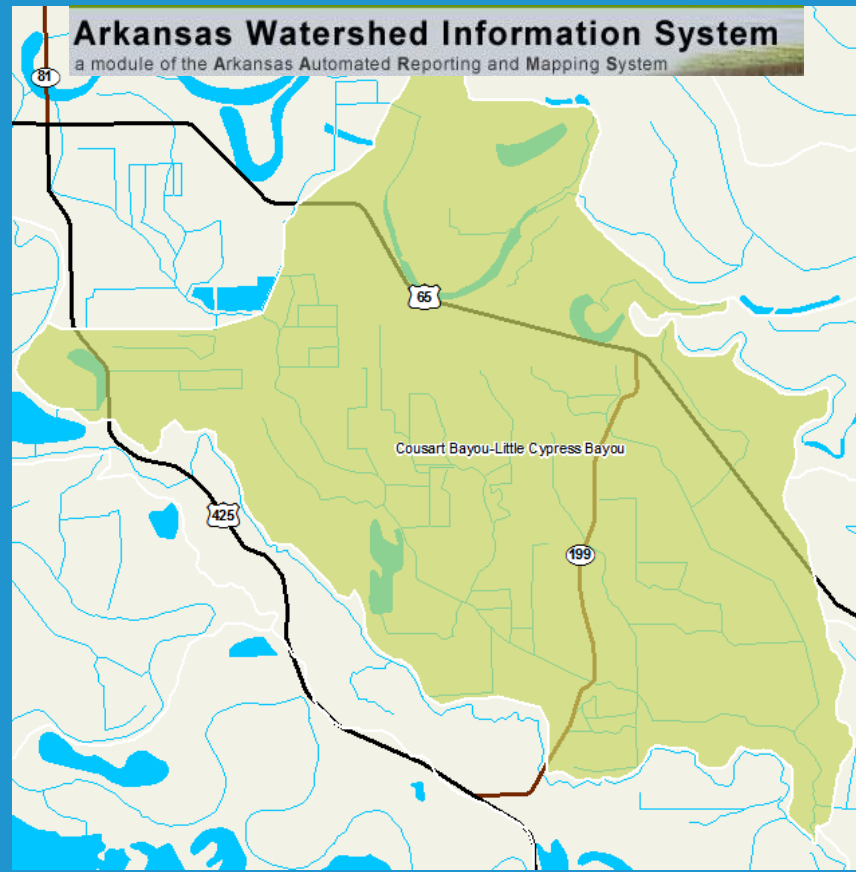 Arkansas Watershed Information System
a module of the Arkansas Automated Reporting and Mapping System
81
65
Cousart Bayou-Little Cypress Bayou
425
199